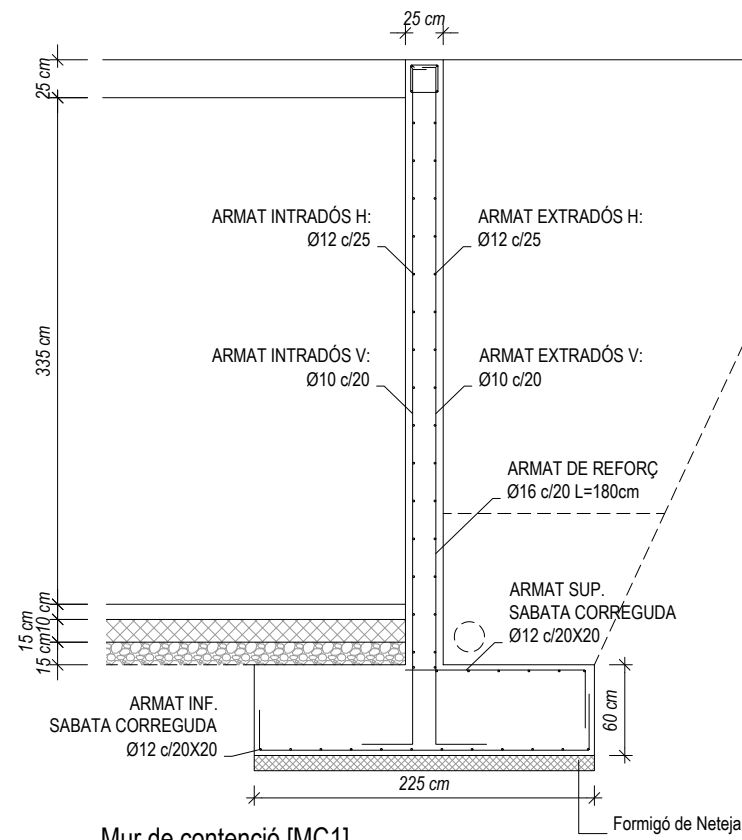 25 cm
25 cm
ARMAT INTRADÓS H:
Ø12 c/25
ARMAT EXTRADÓS H:
Ø12 c/25
335 cm
ARMAT INTRADÓS V:
Ø10 c/20
ARMAT EXTRADÓS V:
Ø10 c/20
ARMAT DE REFORÇ
Ø16 c/20 L=180cm
ARMAT SUP.
SABATA CORREGUDA
Ø12 c/20X20
10 cm
15 cm
15 cm
ARMAT INF.
SABATA CORREGUDA
Ø12 c/20X20
60 cm
225 cm
Formigó de Neteja
Mur de contenció [MC1]